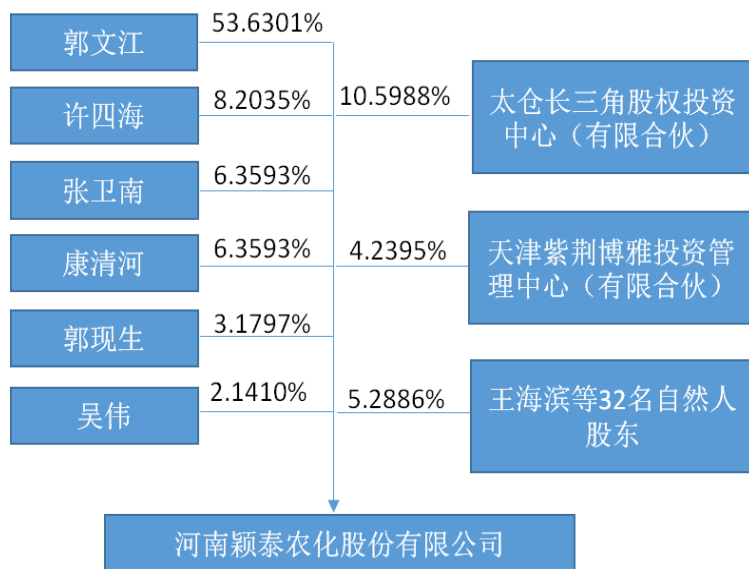 郭文江
53.6301%
许四海
8.2035%
张卫南
6.3593%
康清河
6.3593%
郭现生
3.1797%
吴伟
2.1410%
10.5988%
太仓长三角股权投资
中心（有限合伙）
4.2395%
天津紫荆博雅投资管
理中心（有限合伙）
5.2886%
王海滨等32名自然人
股东
河南颖泰农化股份有限公司